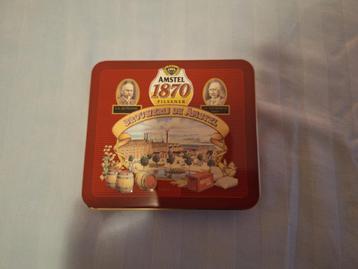 AMSTEL
1870
PILSENER
BROUWERIJ DE AMSTEL